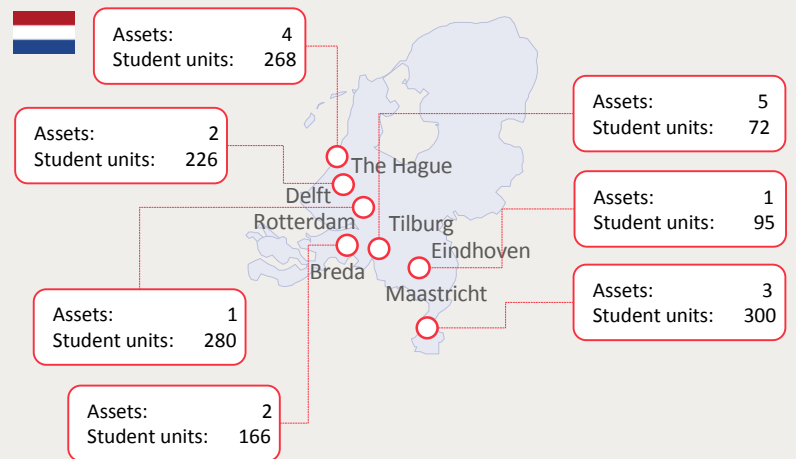 Assets: 4
Student units: 268
Assets: 2
Student units: 226
Assets: 1
Student units: 280
Assets: 2
Student units: 166
The Hague
Delft
Rotterdam
Breda
Tilburg
Eindhoven
Maastricht
Assets: 5
Student units: 72
Assets: 1
Student units: 95
Assets: 3
Student units: 300